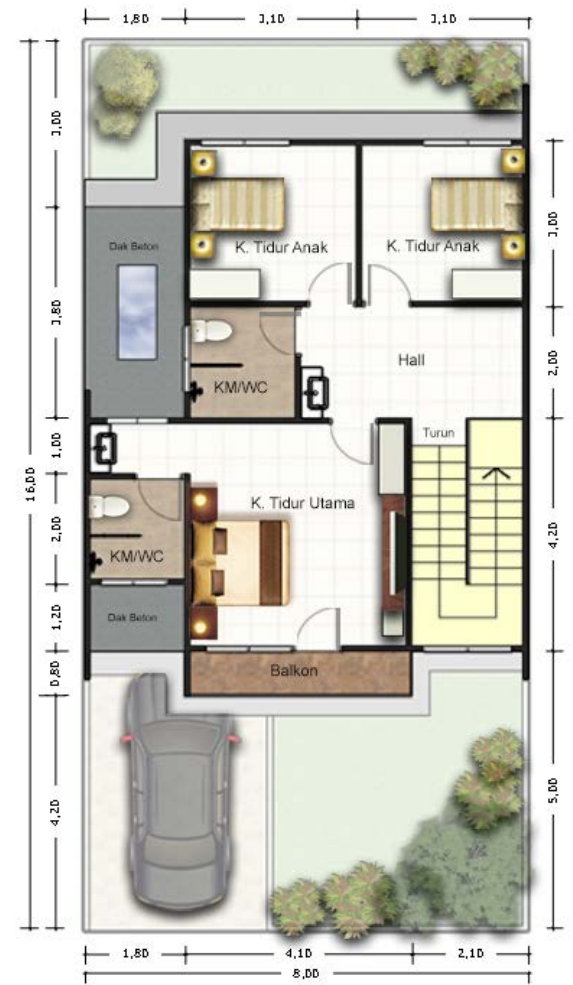 1,80
3,10
3,10
3,00
Dak Beton
K. Tidur Anak
K. Tidur Anak
3,00
3,80
KM/WC
Hall
2,00
Turun
1,00
16,00
K. Tidur Utama
2,00
KM/WC
4,20
Dak Beton
1,20
Balkon
0,80
4,20
5,00
1,80
4,10
2,10
8,00